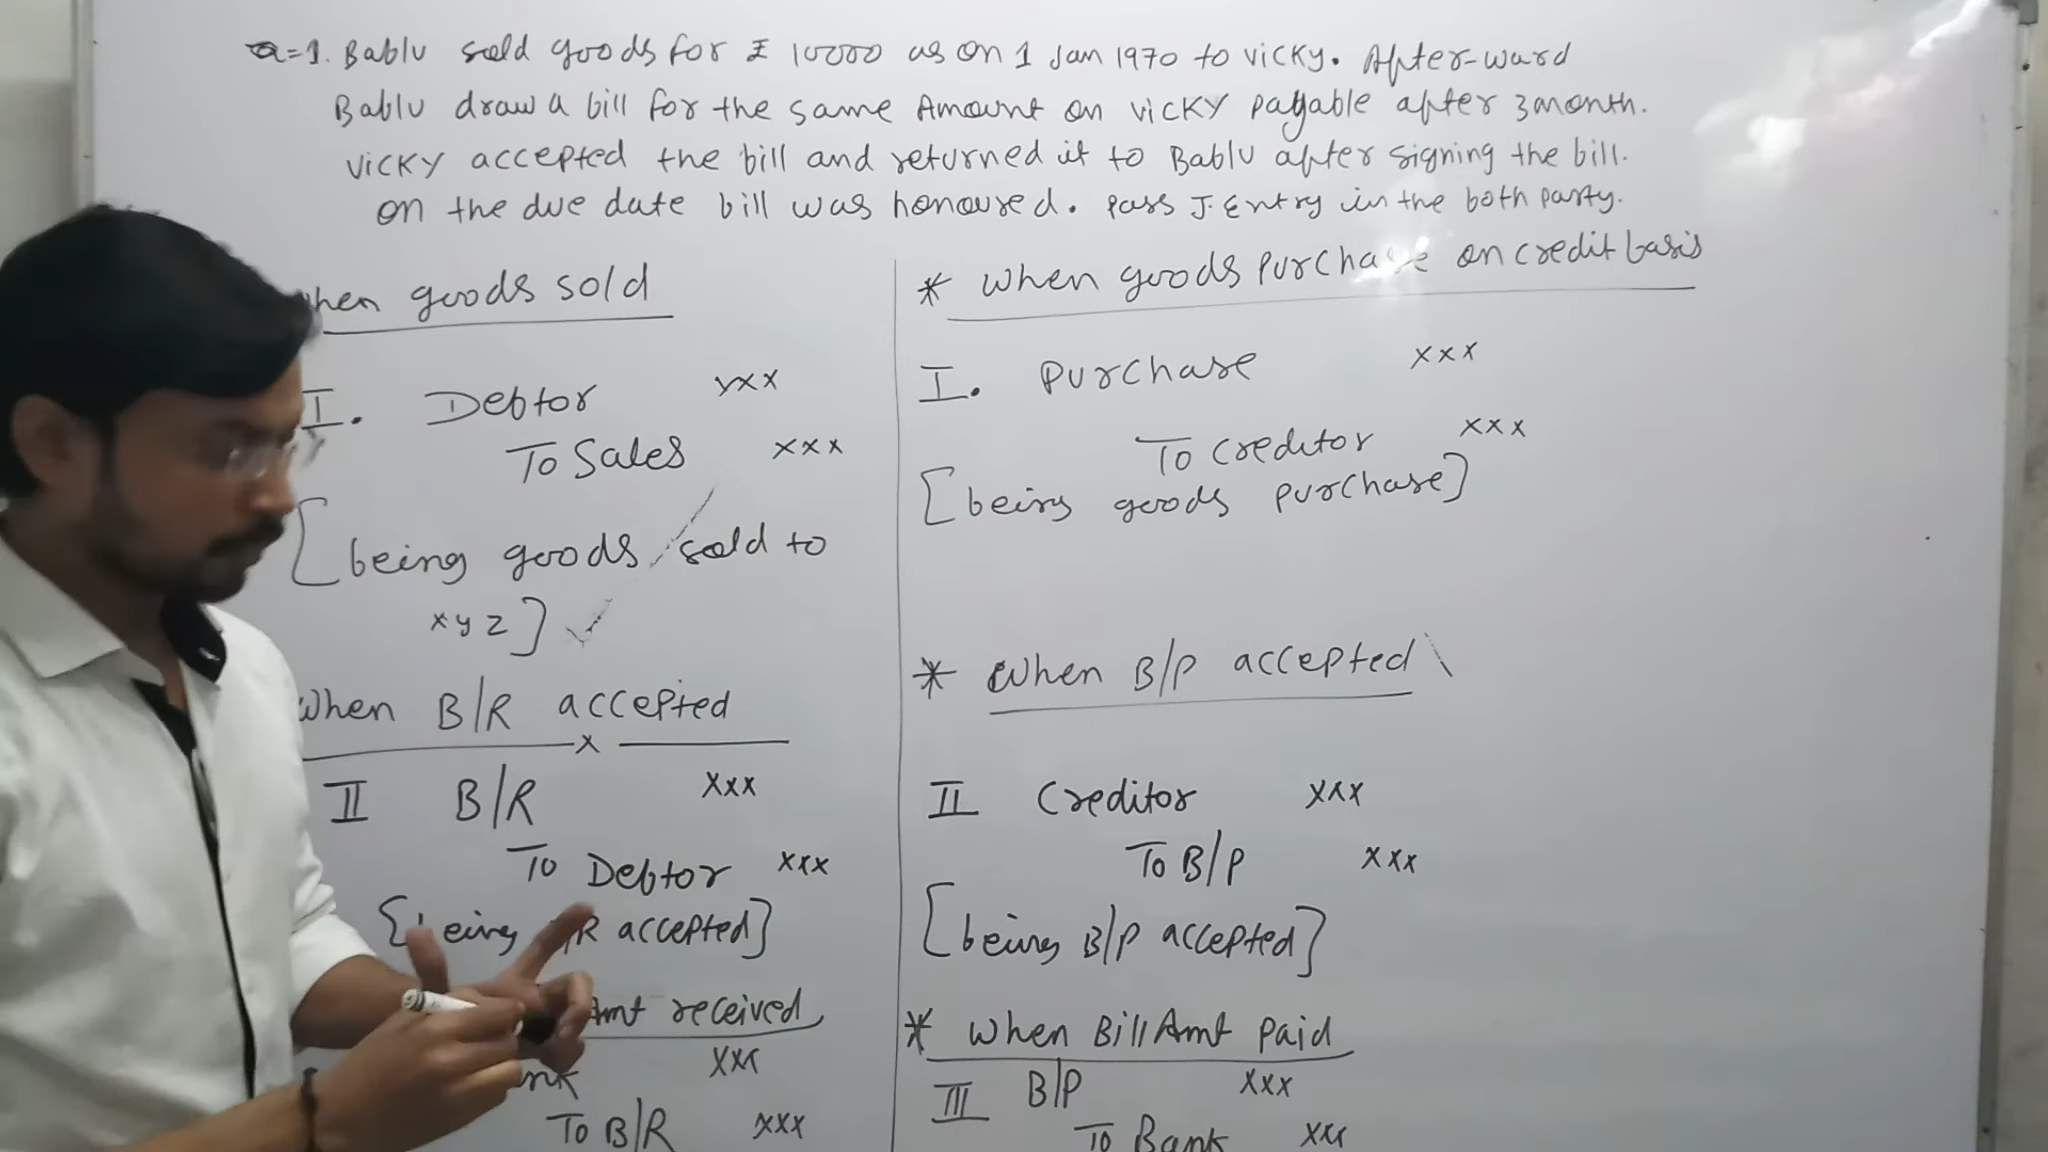 Q=1. Bablu sold goods for ₹ 10000 as on 1 Jan 1970 to vicky. After-ward
Bablu draw a bill for the same Amount on vicky payable after 3 month.
vicky accepted the bill and returned it to Bablu after signing the bill.
on the due date bill was honoured. Pass J. Entry in the both party.
when goods sold
I. Debtor xxx
To Sales xxx
[being goods sold to
xyz]
when B/R accepted
x
II B/R xxx
To Debtor xxx
{being B/R accepted]
Amt received
xxx
To B/R xxx
* when goods purchase on credit basis
I. purchase xxx
To creditor xxx
[being goods purchase]
* when B/P accepted
II Creditor xxx
To B/P xxx
[being B/P accepted]
* when Bill Amt paid
III B/P xxx
To Bank xxx